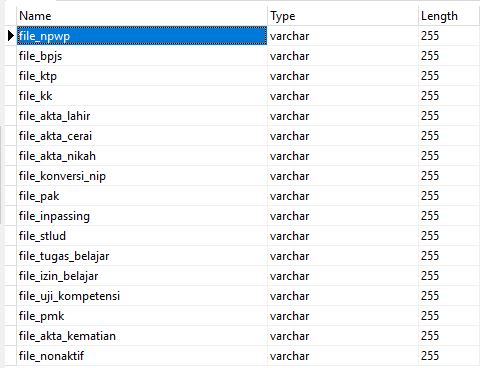 Name Type Length
file_npwp varchar 255
file_bpjs varchar 255
file_ktp varchar 255
file_kk varchar 255
file_akta_lahir varchar 255
file_akta_cerai varchar 255
file_akta_nikah varchar 255
file_konversi_nip varchar 255
file_pak varchar 255
file_inpassing varchar 255
file_stlud varchar 255
file_tugas_belajar varchar 255
file_izin_belajar varchar 255
file_uji_kompetensi varchar 255
file_pmk varchar 255
file_akta_kematian varchar 255
file_nonaktif varchar 255